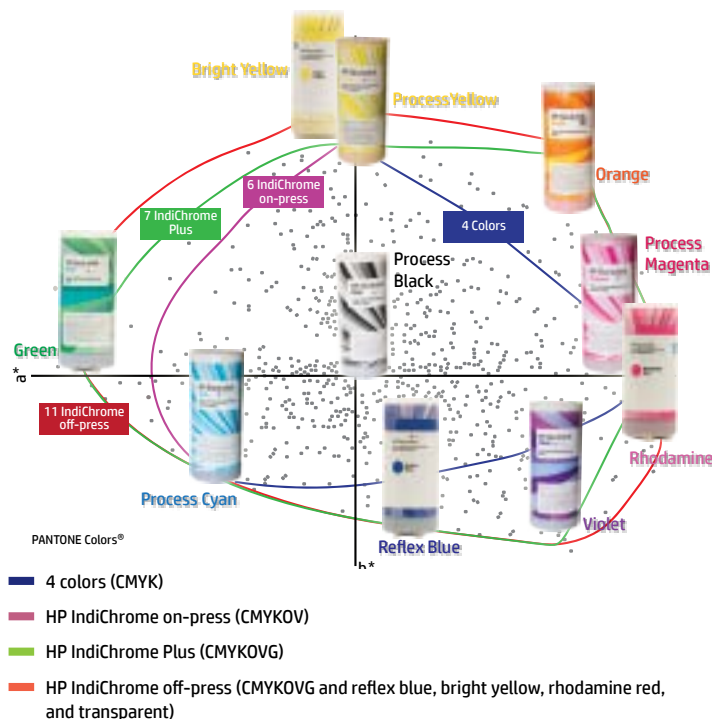 Bright Yellow
ProcessYellow
Orange
6 IndiChrome
on-press
7 IndiChrome
Plus
4 Colors
Process
Magenta
Process
Black
Green
a*
11 IndiChrome
off-press
Rhodamine
Process Cyan
Violet
Reflex Blue
PANTONE Colors®
b*
4 colors (CMYK)
HP IndiChrome on-press (CMYKOV)
HP IndiChrome Plus (CMYKOVG)
HP IndiChrome off-press (CMYKOVG and reflex blue, bright yellow, rhodamine red,
and transparent)